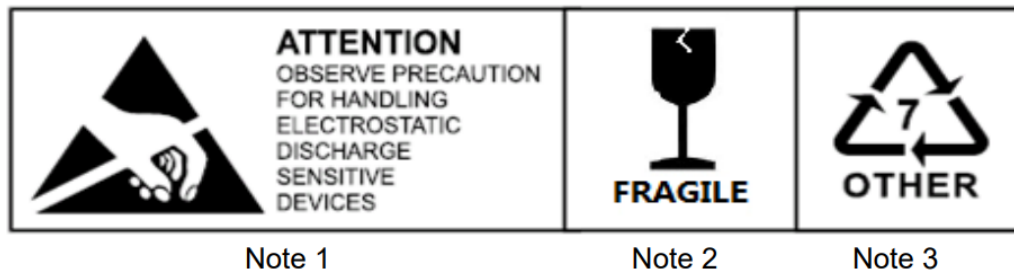 ATTENTION
OBSERVE PRECAUTION
FOR HANDLING
ELECTROSTATIC
DISCHARGE
SENSITIVE
DEVICES
FRAGILE
7
OTHER
Note 1
Note 2
Note 3